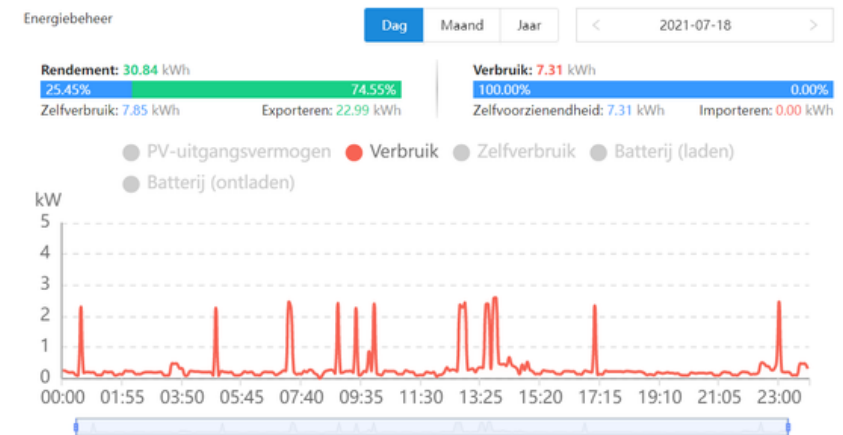 Energiebeheer
Dag Maand Jaar < 2021-07-18 >
Rendement: 30.84 kWh
25.45% 74.55%
Zelfverbruik: 7.85 kWh Exporteren: 22.99 kWh
Verbruik: 7.31 kWh
100.00% 0.00%
Zelfvoorzienendheid: 7.31 kWh Importeren: 0.00 kWh
PV-uitgangsvermogen Verbruik Zelfverbruik Batterij (laden)
Batterij (ontladen)
kW
5
4
3
2
1
0
00:00 01:55 03:50 05:45 07:40 09:35 11:30 13:25 15:20 17:15 19:10 21:05 23:00